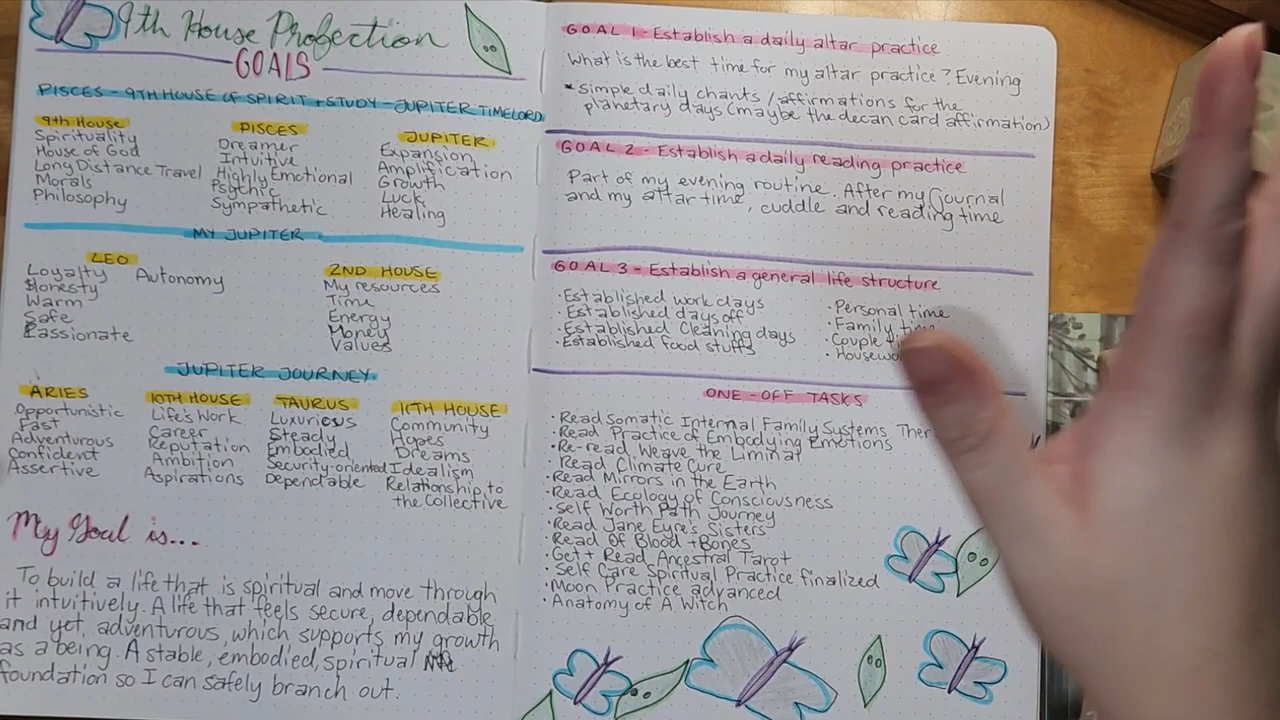 9th House Profection
GOALS
PISCES - 9TH HOUSE OF SPIRIT + STUDY - JUPITER TIMELORD
9th House
Spirituality
House of God
Long Distance Travel
Morals
Philosophy
PISCES
Dreamer
Intuitive
Highly Emotional
Psychic
Sympathetic
JUPITER
Expansion
Amplification
Growth
Luck
Healing
MY JUPITER
LEO
Loyalty Autonomy
Honesty
Warm
Safe
Passionate
2ND HOUSE
My resources
Time
Energy
Money
Values
JUPITER JOURNEY
ARIES
Opportunistic
Fast
Adventurous
Confident
Assertive
10TH HOUSE
Life's Work
Career
Reputation
Ambition
Aspirations
TAURUS
Luxurious
Steady
Embodied
Security-oriented
Dependable
11TH HOUSE
Community
Hopes
Dreams
Idealism
Relationship to
the Collective
My Goal is...
To build a life that is spiritual and move through
it intuitively. A life that feels secure, dependable
and yet, adventurous, which supports my growth
as a being. A stable, embodied, spiritual
foundation so I can safely branch out.
GOAL 1 - Establish a daily altar practice
What is the best time for my altar practice? Evening
* simple daily chants / affirmations for the
planetary days (maybe the decan card affirmation)
GOAL 2 - Establish a daily reading practice
Part of my evening routine. After my journal
and my altar time, cuddle and reading time
GOAL 3 - Establish a general life structure
· Established work days
· Established days off
· Established Cleaning days
· Established food stuffs
· Personal time
· Family time
· Couple
·
ONE-OFF TASKS
· Read Somatic Internal Family Systems
· Read Practice of Embodying Emotions
· Re-read Weave the Liminal
Read Climate Cure
· Read Mirrors in the Earth
· Read Ecology of Consciousness
· Self Worth Path Journey
· Read Jane Eyre's Sisters
· Read Of Blood + Bones
· Get + Read Ancestral Tarot
· Self Care Spiritual Practice finalized
· Moon Practice advanced
· Anatomy of A Witch